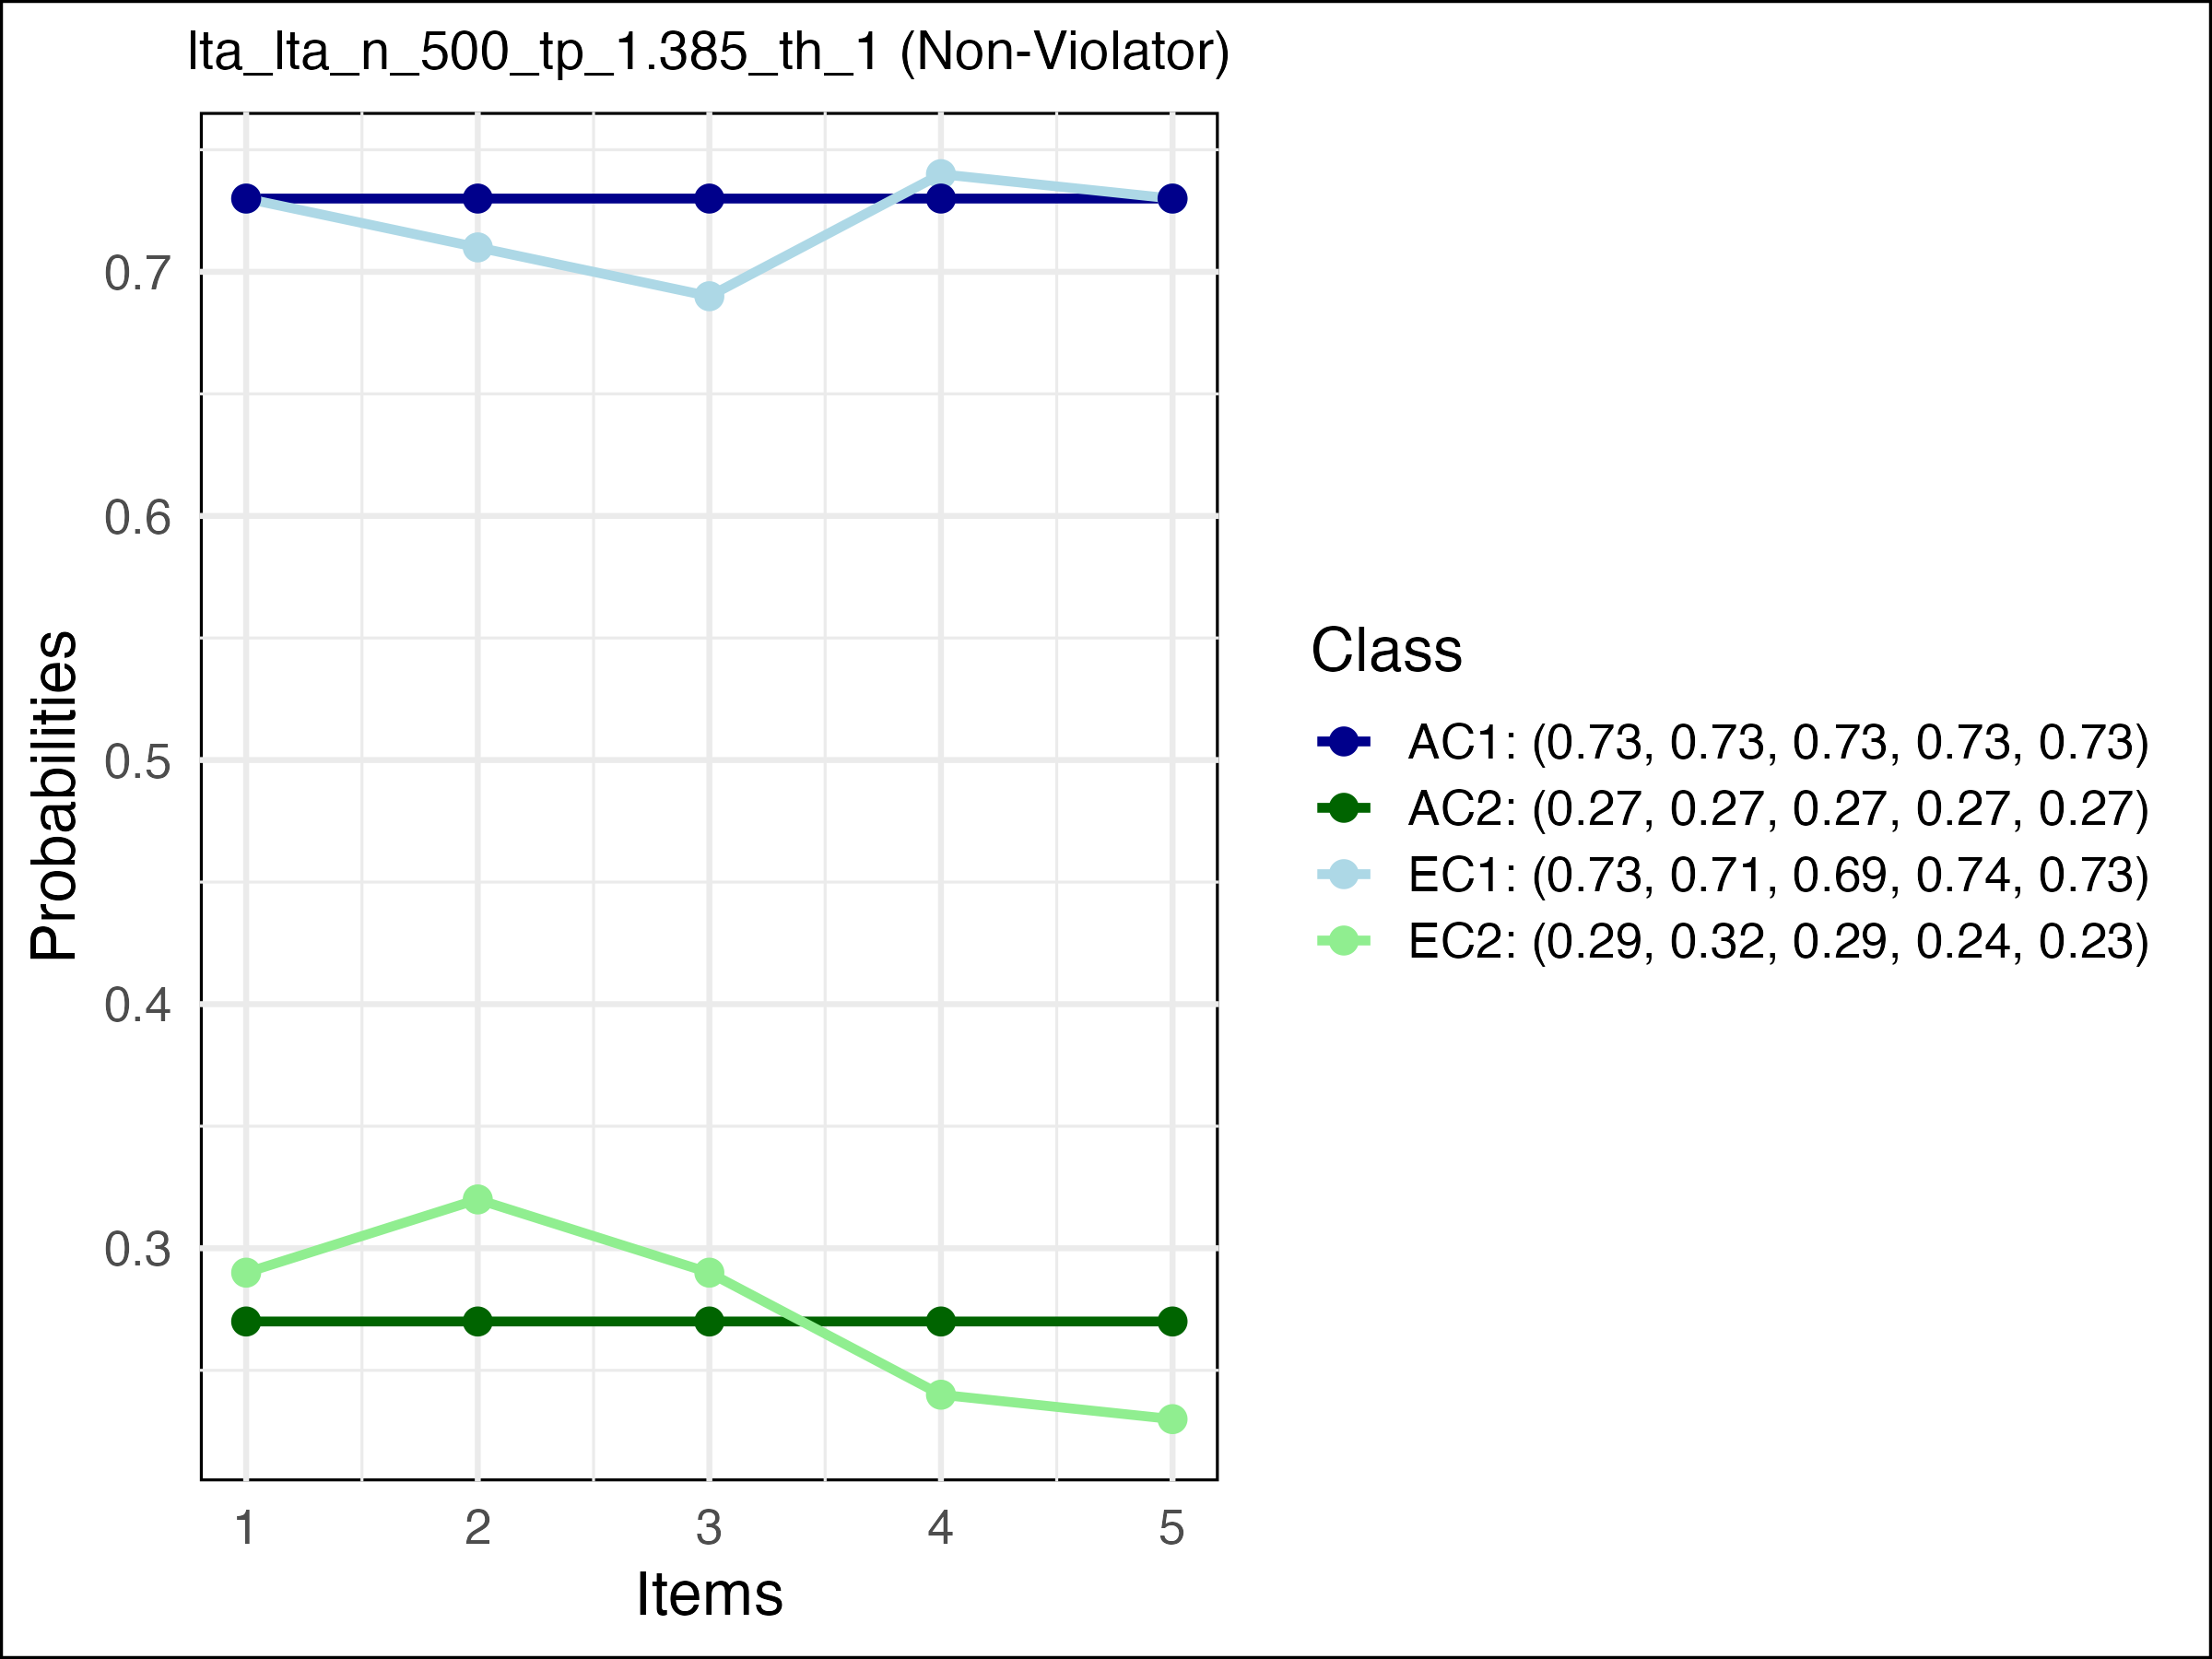 lta_lta_n_500_tp_1.385_th_1 (Non-Violator)
Probabilities
0.7
0.6
0.5
0.4
0.3
1 2 3 4 5
Items
Class
AC1: (0.73, 0.73, 0.73, 0.73, 0.73)
AC2: (0.27, 0.27, 0.27, 0.27, 0.27)
EC1: (0.73, 0.71, 0.69, 0.74, 0.73)
EC2: (0.29, 0.32, 0.29, 0.24, 0.23)